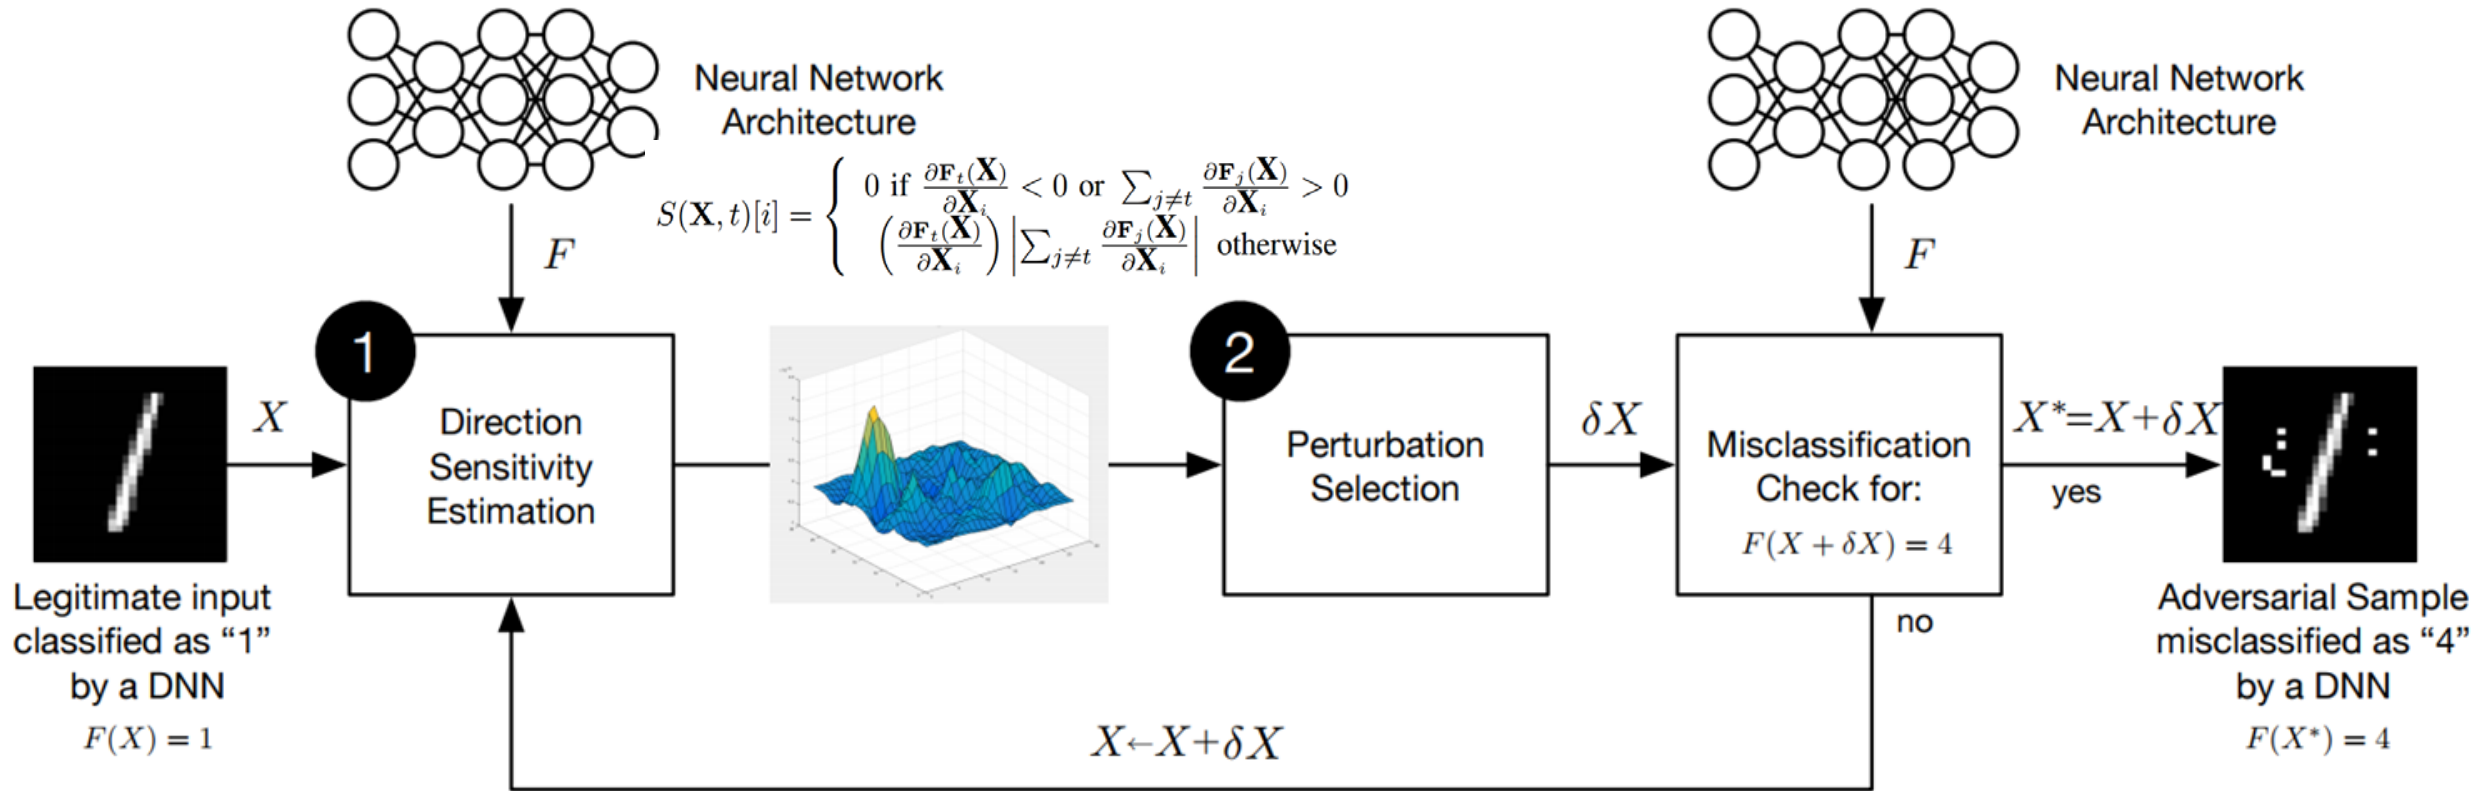 Neural Network
Architecture
Neural Network
Architecture
S(X, t)[i] = { 0 if ∂F_t(X)/∂X_i < 0 or ∑_{j≠t} ∂F_j(X)/∂X_i > 0
(∂F_t(X)/∂X_i) |∑_{j≠t} ∂F_j(X)/∂X_i| otherwise
F
F
1
2
X
Direction
Sensitivity
Estimation
Perturbation
Selection
δX
Misclassification
Check for:
F(X + δX) = 4
X*=X+δX
yes
no
Legitimate input
classified as “1”
by a DNN
F(X) = 1
Adversarial Sample
misclassified as “4”
by a DNN
F(X*) = 4
X←X+δX